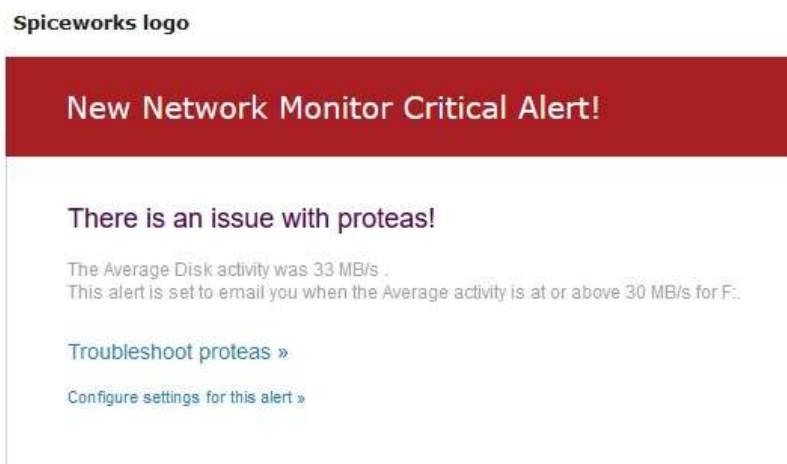 Spiceworks logo
New Network Monitor Critical Alert!
There is an issue with proteas!
The Average Disk activity was 33 MB/s .
This alert is set to email you when the Average activity is at or above 30 MB/s for F:.
Troubleshoot proteas »
Configure settings for this alert »